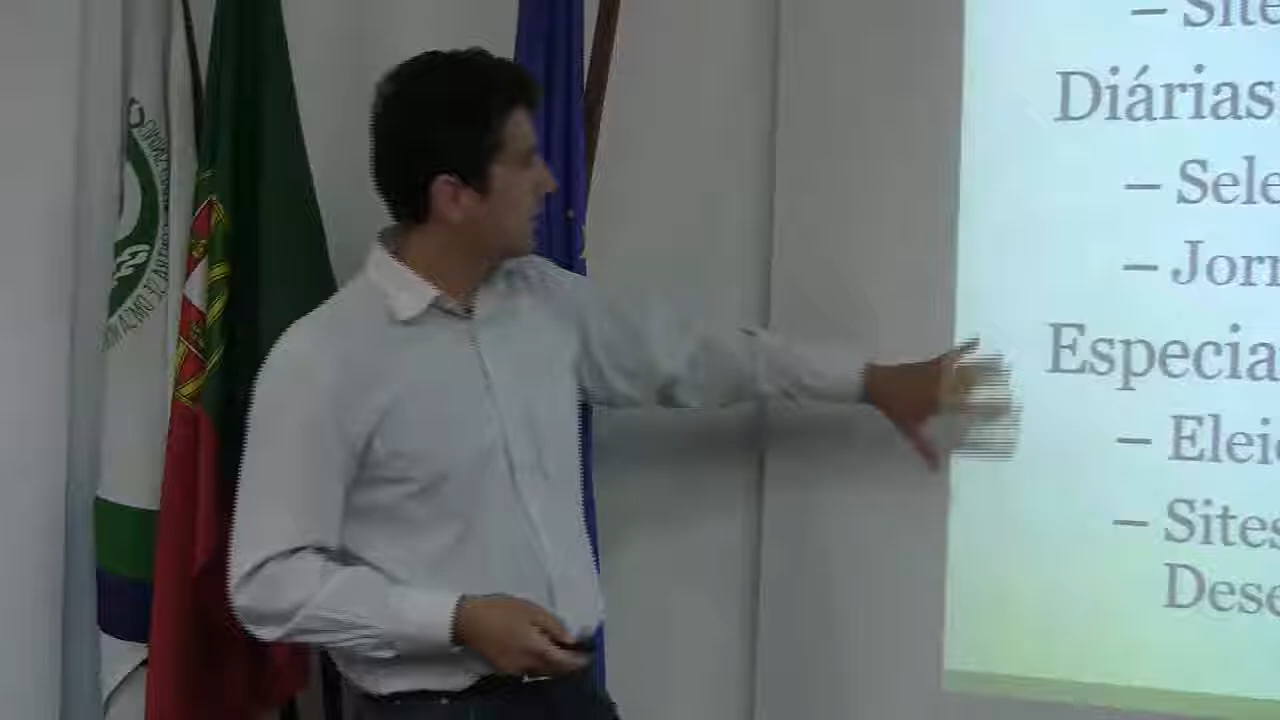 – Site
Diárias
– Sele
– Jorn
Especia
– Elei
– Sites
Dese